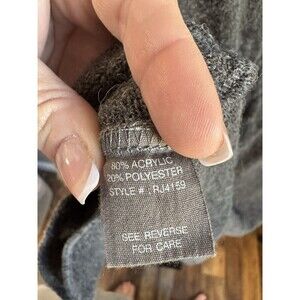 80% ACRYLIC
20% POLYESTER
STYLE # : RJ4159
SEE REVERSE
FOR CARE